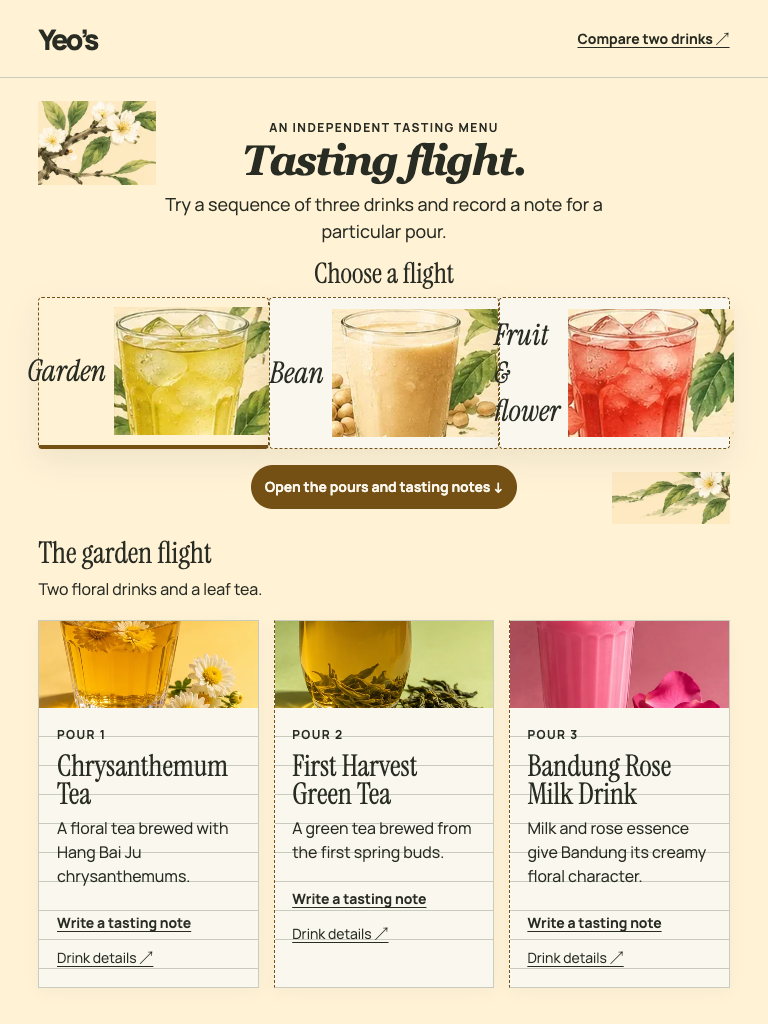 Yeo's
Compare two drinks ↗
AN INDEPENDENT TASTING MENU
Tasting flight.
Try a sequence of three drinks and record a note for a
particular pour.
Choose a flight
Garden
Bean
Fruit
&
flower
Open the pours and tasting notes ↓
The garden flight
Two floral drinks and a leaf tea.
POUR 1
Chrysanthemum
Tea
A floral tea brewed with
Hang Bai Ju
chrysanthemums.
Write a tasting note
Drink details ↗
POUR 2
First Harvest
Green Tea
A green tea brewed from
the first spring buds.
Write a tasting note
Drink details ↗
POUR 3
Bandung Rose
Milk Drink
Milk and rose essence
give Bandung its creamy
floral character.
Write a tasting note
Drink details ↗